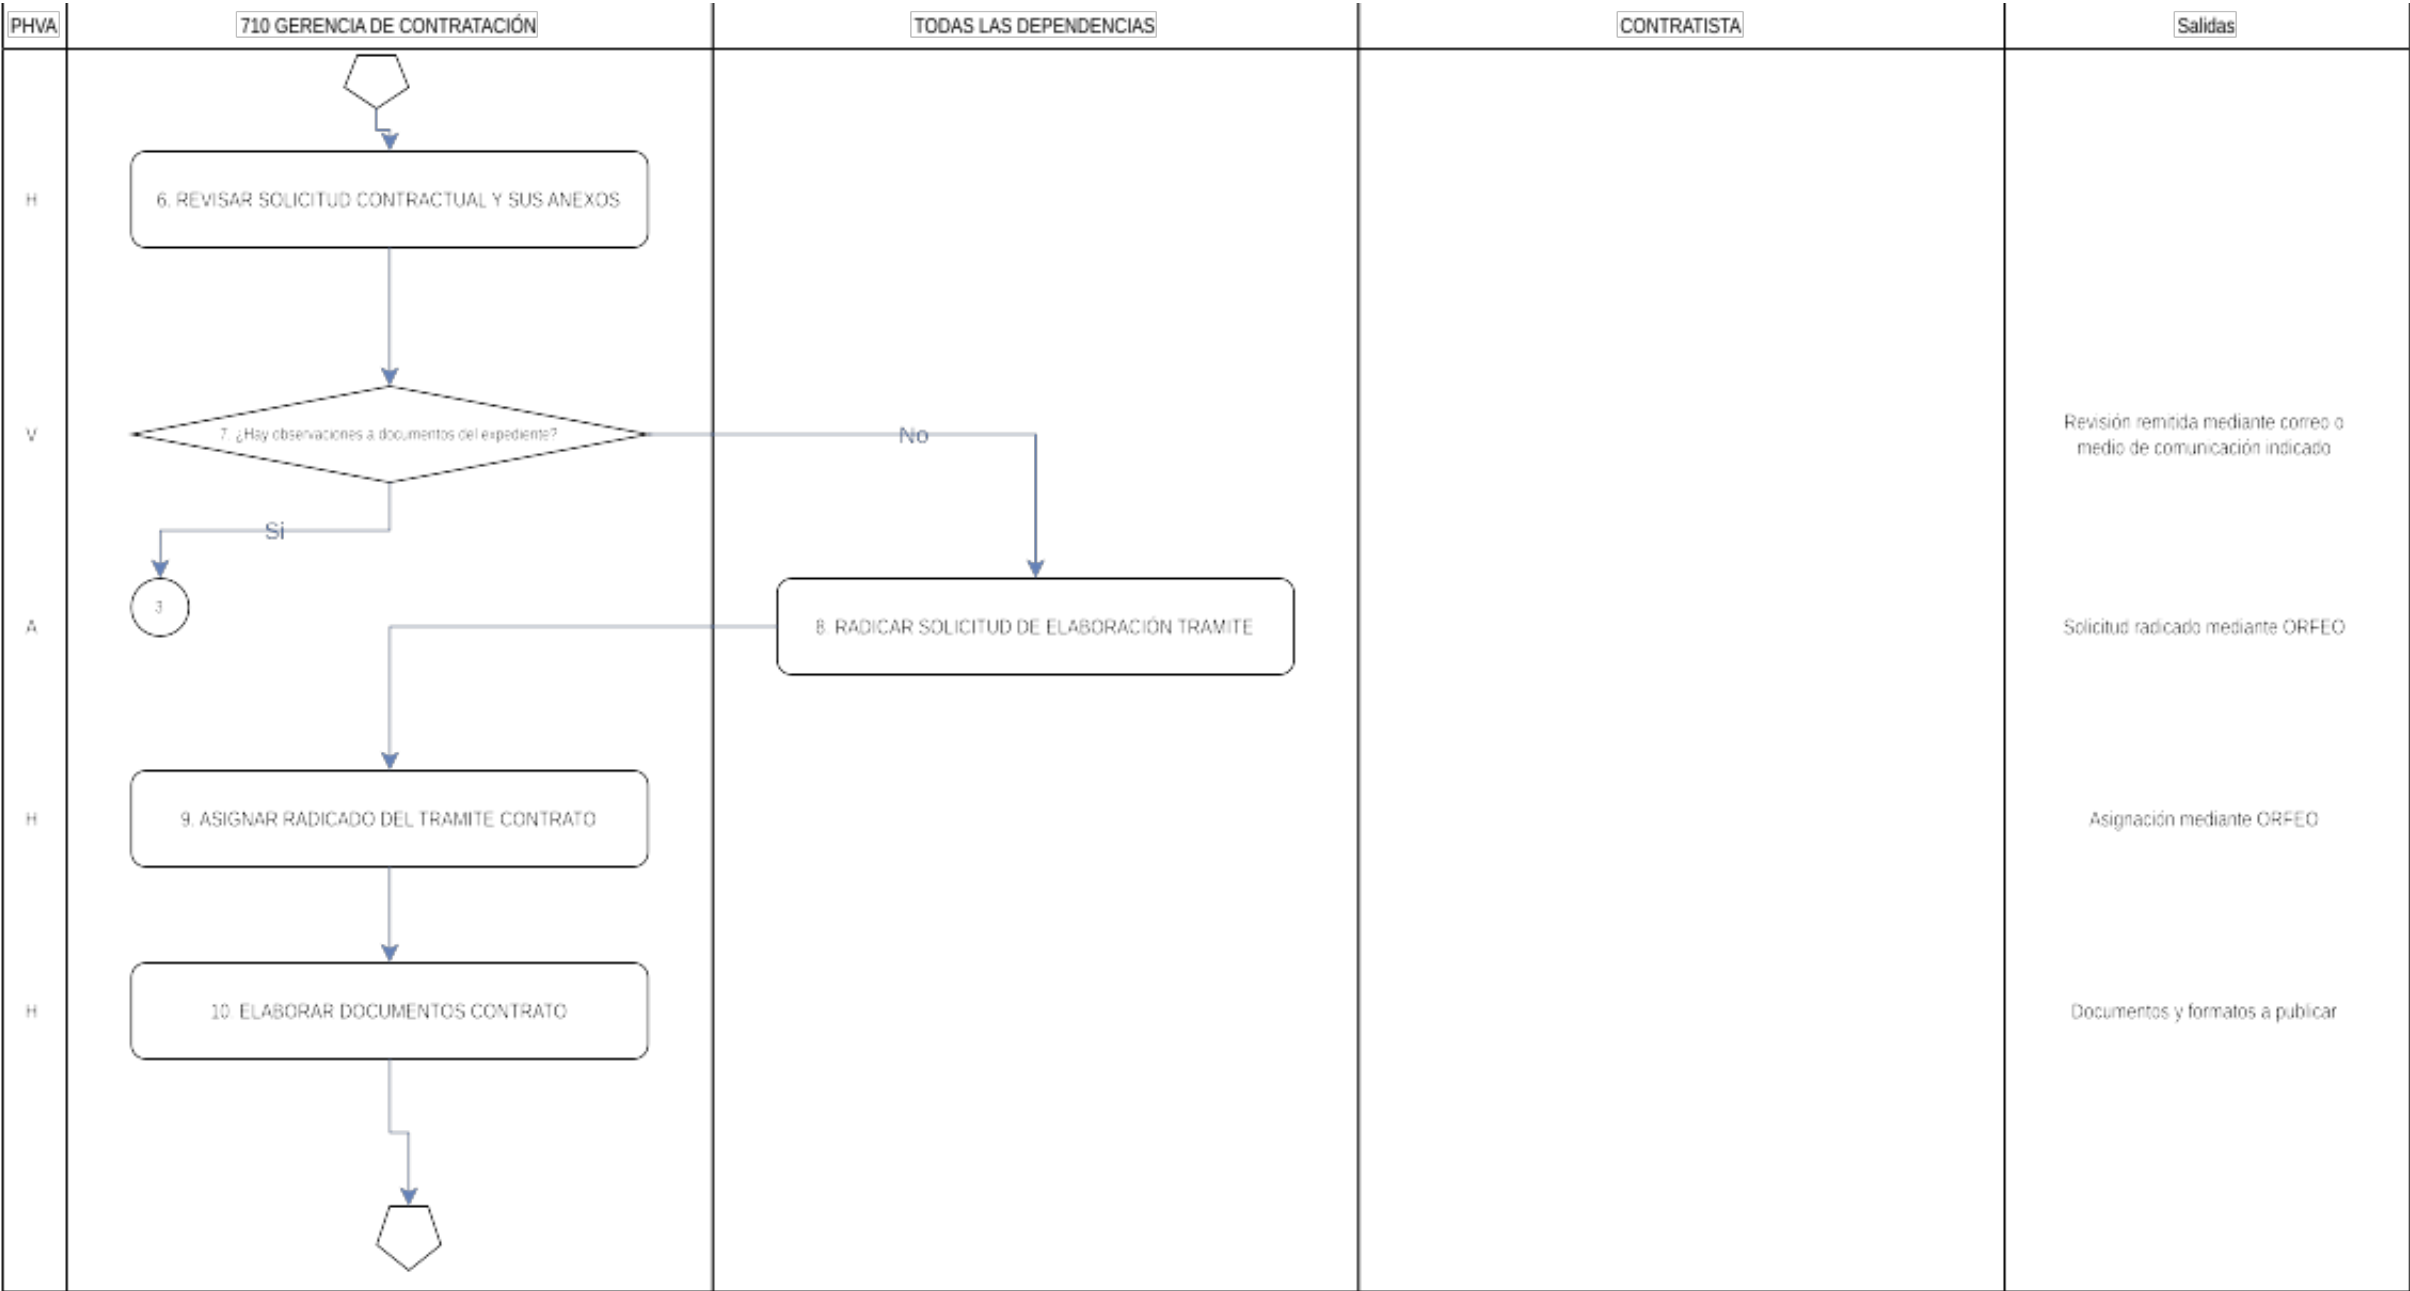 PHVA
710 GERENCIA DE CONTRATACIÓN
TODAS LAS DEPENDENCIAS
CONTRATISTA
Salidas
H
6. REVISAR SOLICITUD CONTRACTUAL Y SUS ANEXOS
V
7. ¿Hay observaciones a documentos del expediente?
No
Revisión remitida mediante correo o
medio de comunicación indicado
Si
3
A
8. RADICAR SOLICITUD DE ELABORACIÓN TRAMITE
Solicitud radicado mediante ORFEO
H
9. ASIGNAR RADICADO DEL TRAMITE CONTRATO
Asignación mediante ORFEO
H
10. ELABORAR DOCUMENTOS CONTRATO
Documentos y formatos a publicar